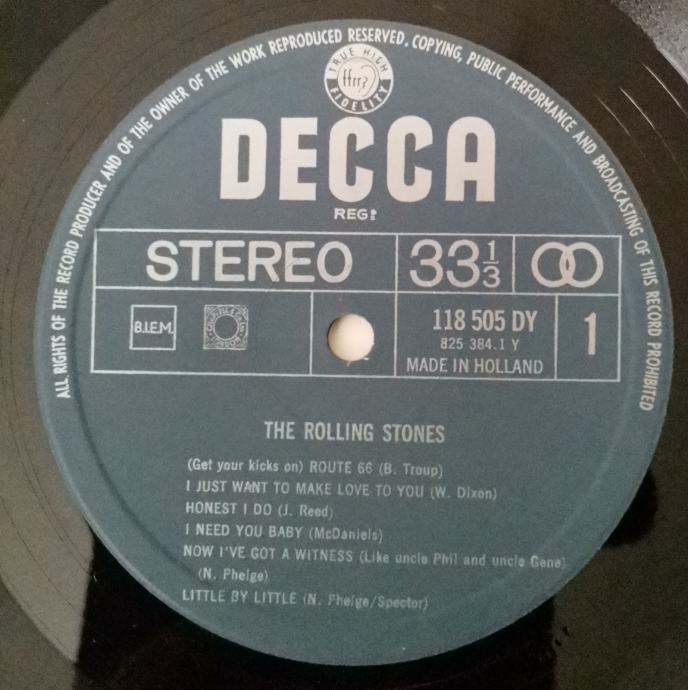 ALL RIGHTS OF THE RECORD PRODUCER AND OF THE OWNER OF THE WORK REPRODUCED RESERVED. COPYING, PUBLIC PERFORMANCE AND BROADCASTING OF THIS RECORD PROHIBITED
TRUE HIGH
ffrr
FIDELITY
DECCA
REGD
STEREO 33 1/3
B.I.E.M. 118 505 DY 1
825 384.1 Y
MADE IN HOLLAND
THE ROLLING STONES
(Get your kicks on) ROUTE 66 (B. Troup)
I JUST WANT TO MAKE LOVE TO YOU (W. Dixon)
HONEST I DO (J. Reed)
I NEED YOU BABY (McDaniels)
NOW I'VE GOT A WITNESS (Like uncle Phil and uncle Gene)
(N. Phelge)
LITTLE BY LITTLE (N. Phelge/Spector)